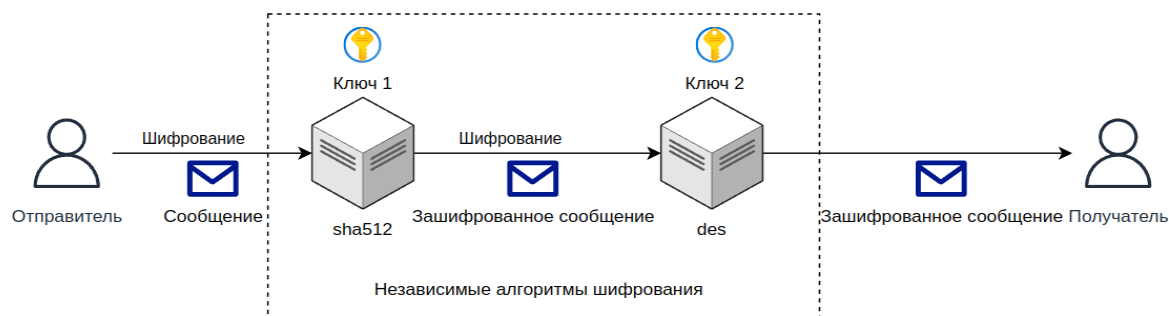 Ключ 1
Ключ 2
Шифрование
Шифрование
Отправитель
Сообщение
Зашифрованное сообщение
Зашифрованное сообщение
Получатель
sha512
des
Независимые алгоритмы шифрования